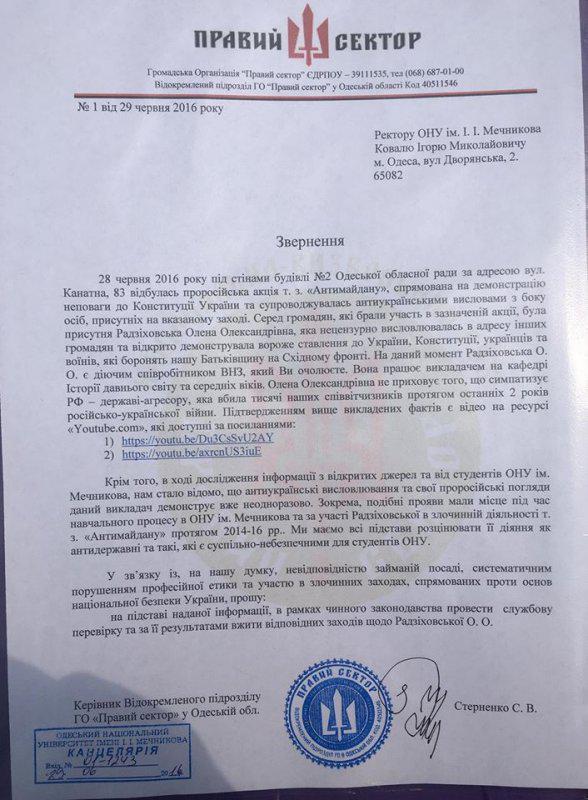 ПРАВИЙ СЕКТОР
Громадська Організація "Правий сектор" ЄДРПОУ – 39111535, тел (068) 687-01-00
Відокремлений підрозділ ГО "Правий сектор" у Одеській області Код 40511546
№ 1 від 29 червня 2016 року
Ректору ОНУ ім. І. І. Мечникова
Ковалю Ігорю Миколайовичу
м. Одеса, вул Дворянська, 2.
65082
Звернення
28 червня 2016 року під стінами будівлі №2 Одеської обласної ради за адресою вул.
Канатна, 83 відбулась проросійська акція т. з. «Антимайдану», спрямована на демонстрацію
неповаги до Конституції України та супроводжувалась антиукраїнськими висловами з боку
осіб, присутніх на вказаному заході. Серед громадян, які брали участь в зазначеній акції, була
присутня Радзіховська Олена Олександрівна, яка нецензурно висловлювалась в адресу інших
громадян та відкрито демонструвала вороже ставлення до України, Конституції, українців та
воїнів, які боронять нашу Батьківщину на Східному фронті. На даний момент Радзіховська О.
О. є діючим співробітником ВНЗ, який Ви очолюєте. Вона працює викладачем на кафедрі
Історії давнього світу та середніх віків. Олена Олександрівна не приховує того, що симпатизує
РФ – державі-агресору, яка вбила тисячі наших співвітчизників протягом останніх 2 років
російсько-української війни. Підтвердженням вище викладених фактів є відео на ресурсі
«Youtube.com», які доступні за посиланнями:
1) https://youtu.be/Du3CsSvU2AY
2) https://youtu.be/axrcnUS3iuE
Крім того, в ході дослідження інформації з відкритих джерел та від студентів ОНУ ім.
Мечникова, нам стало відомо, що антиукраїнські висловлювання та свої проросійські погляди
даний викладач демонструє вже неодноразово. Зокрема, подібні прояви мали місце під час
навчального процесу в ОНУ ім. Мечникова та за участі Радзіховської в злочинній діяльності т.
з. «Антимайдану» протягом 2014-16 рр.. Ми маємо всі підстави розцінювати її діяння як
антидержавні та такі, які є суспільно-небезпечними для студентів ОНУ.
У зв'язку із, на нашу думку, невідповідністю займаній посаді, систематичним
порушенням професійної етики та участю в злочинних заходах, спрямованих проти основ
національної безпеки України, прошу:
на підставі наданої інформації, в рамках чинного законодавства провести службову
перевірку та за її результатами вжити відповідних заходів щодо Радзіховської О. О.
Керівник Відокремленого підрозділу
ГО «Правий сектор» у Одеській обл.
Стерненко С. В.
ПРАВИЙ СЕКТОР
ВІДОКРЕМЛЕНИЙ ПІДРОЗДІЛ ГО В ОДЕСЬКІЙ ОБЛ
ОДЕСЬКИЙ НАЦІОНАЛЬНИЙ
УНІВЕРСИТЕТ ІМЕНІ І. І. МЕЧНИКОВА
КАНЦЕЛЯРІЯ
Вхід. № 01-1243
29 06 2016